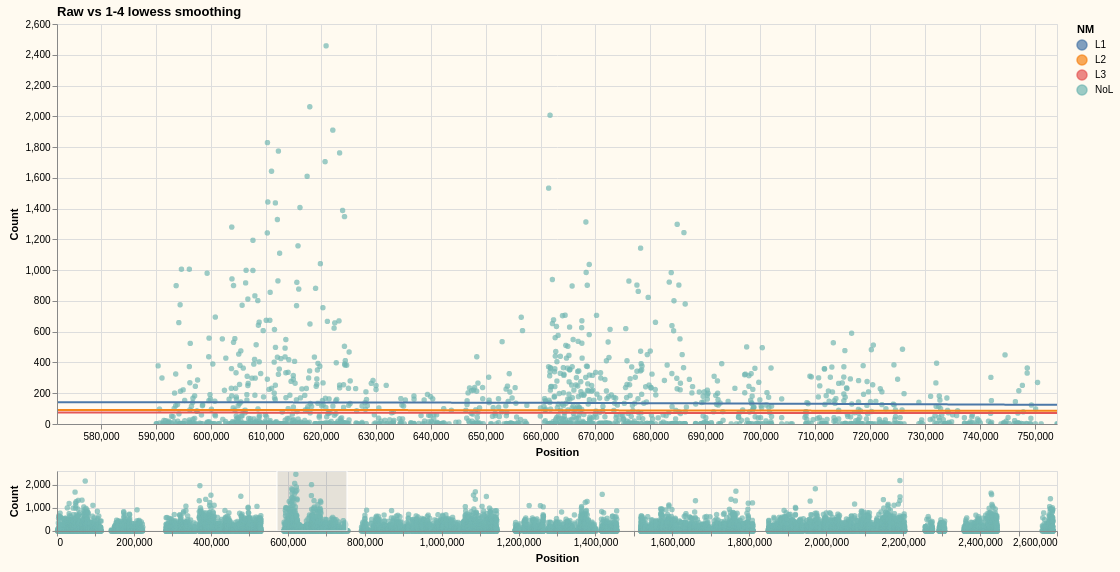 Raw vs 1-4 lowess smoothing
NM
L1
L2
L3
NoL
Count
2,600
2,400
2,200
2,000
1,800
1,600
1,400
1,200
1,000
800
600
400
200
0
580,000 590,000 600,000 610,000 620,000 630,000 640,000 650,000 660,000 670,000 680,000 690,000 700,000 710,000 720,000 730,000 740,000 750,000
Position
Count
2,000
1,000
0
0 200,000 400,000 600,000 800,000 1,000,000 1,200,000 1,400,000 1,600,000 1,800,000 2,000,000 2,200,000 2,400,000 2,600,000
Position